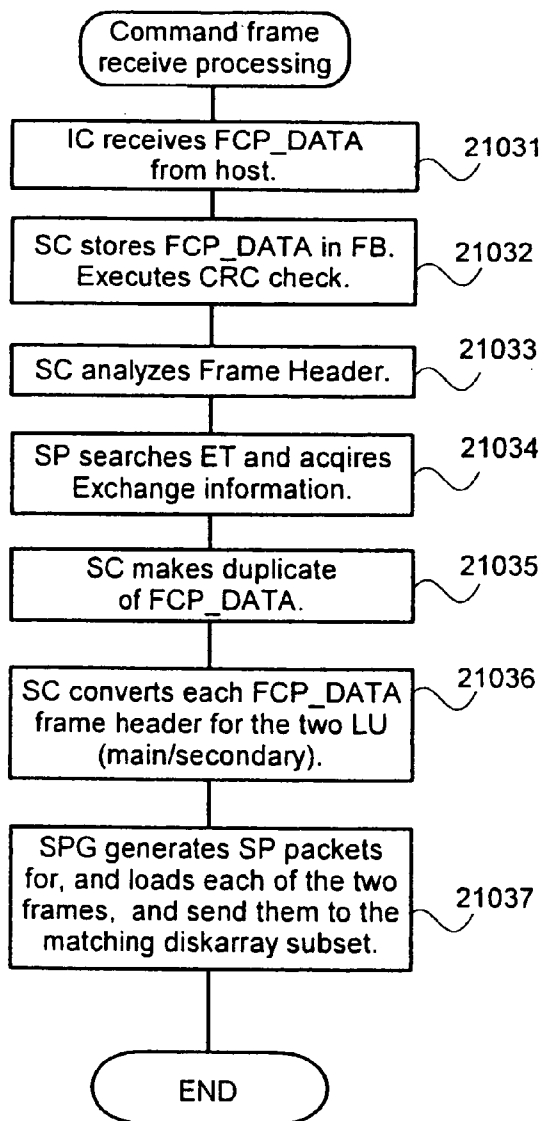 Command frame
receive processing
IC receives FCP_DATA
from host.
21031
SC stores FCP_DATA in FB.
Executes CRC check.
21032
SC analyzes Frame Header.
21033
SP searches ET and acqires
Exchange information.
21034
SC makes duplicate
of FCP_DATA.
21035
SC converts each FCP_DATA
frame header for the two LU
(main/secondary).
21036
SPG generates SP packets
for, and loads each of the two
frames, and send them to the
matching diskarray subset.
21037
END